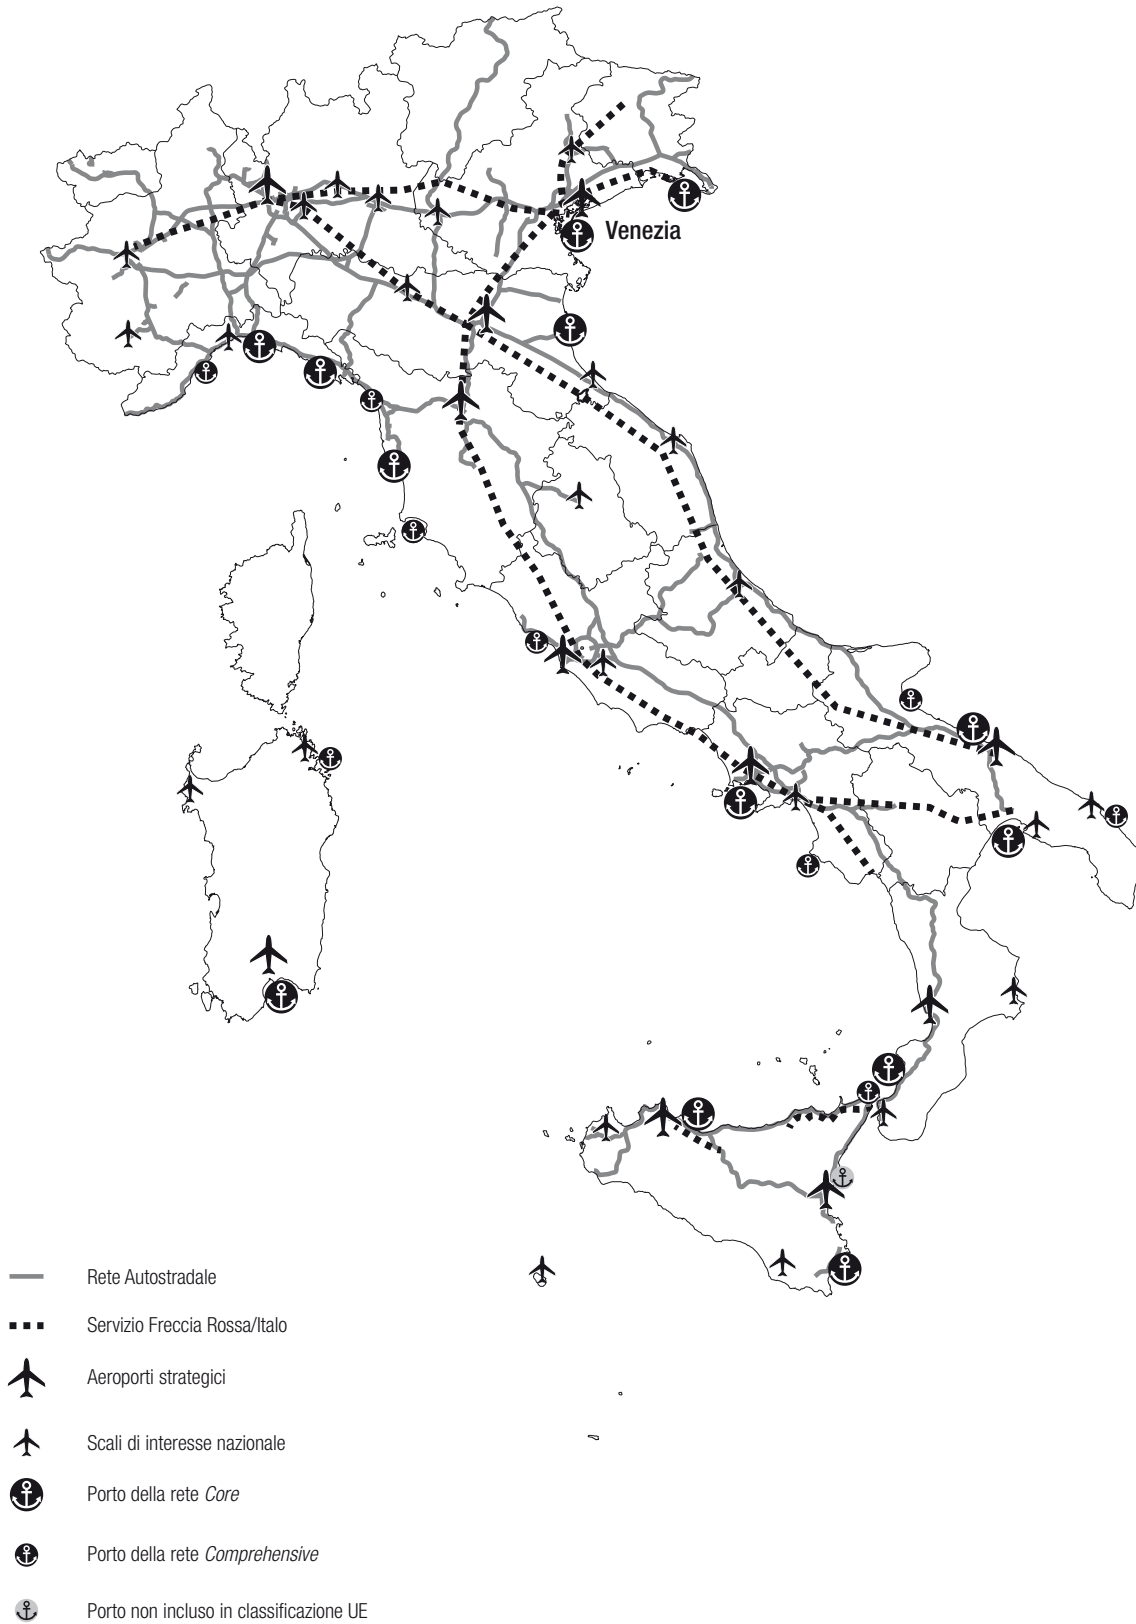 Venezia
Rete Autostradale
Servizio Freccia Rossa/Italo
Aeroporti strategici
Scali di interesse nazionale
Porto della rete Core
Porto della rete Comprehensive
Porto non incluso in classificazione UE